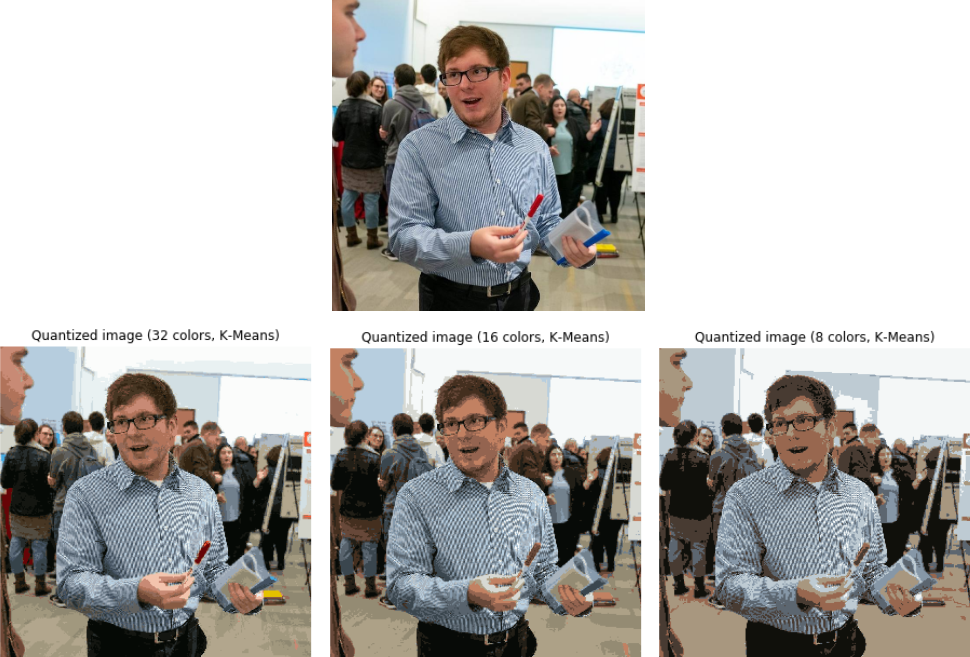 Quantized image (32 colors, K-Means)
Quantized image (16 colors, K-Means)
Quantized image (8 colors, K-Means)